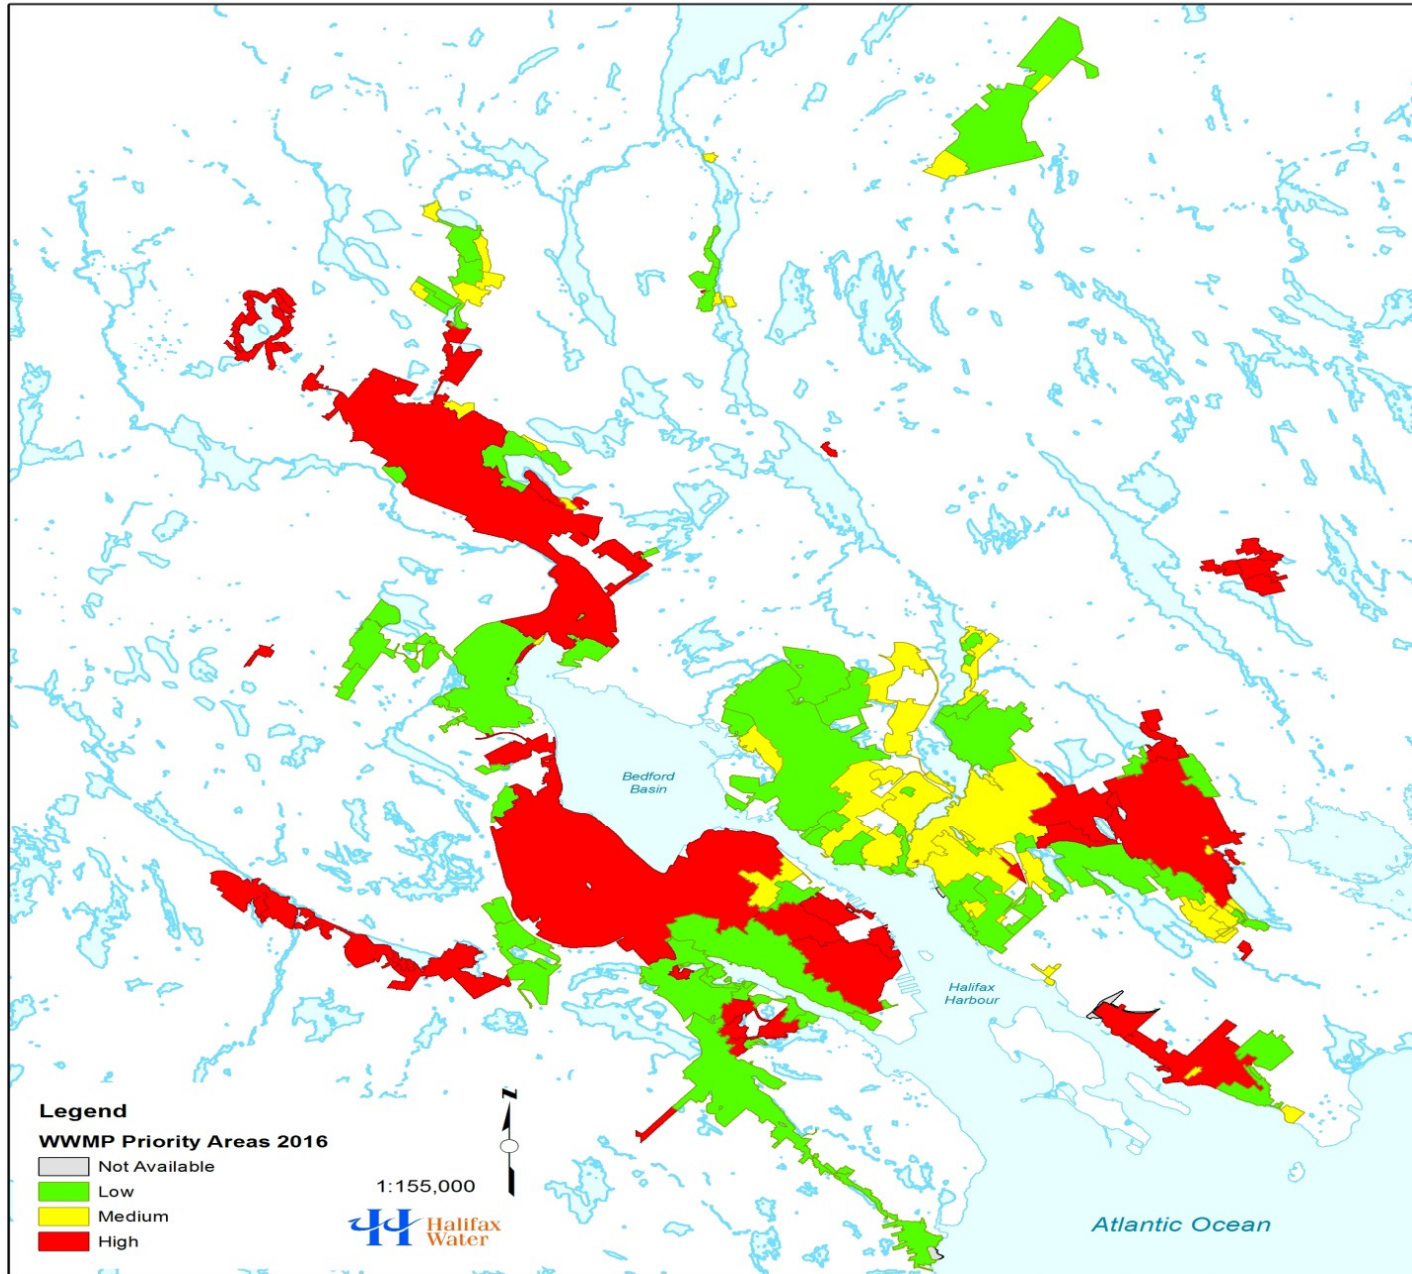 Bedford
Basin
Halifax
Harbour
Legend
WWMP Priority Areas 2016
Not Available
Low
Medium
High
1:155,000
Halifax
Water
Atlantic Ocean
z